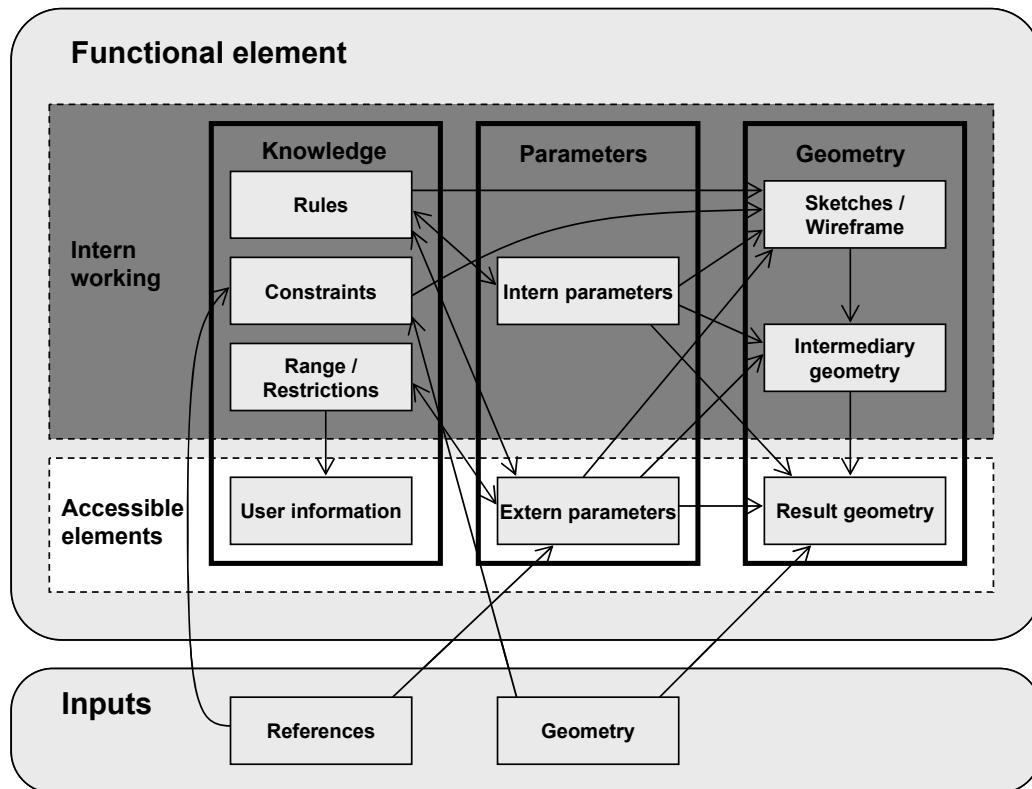 Functional element
Knowledge
Parameters
Geometry
Rules
Sketches /
Wireframe
Intern
working
Constraints
Intern parameters
Range /
Restrictions
Intermediary
geometry
Accessible
elements
User information
Extern parameters
Result geometry
Inputs
References
Geometry